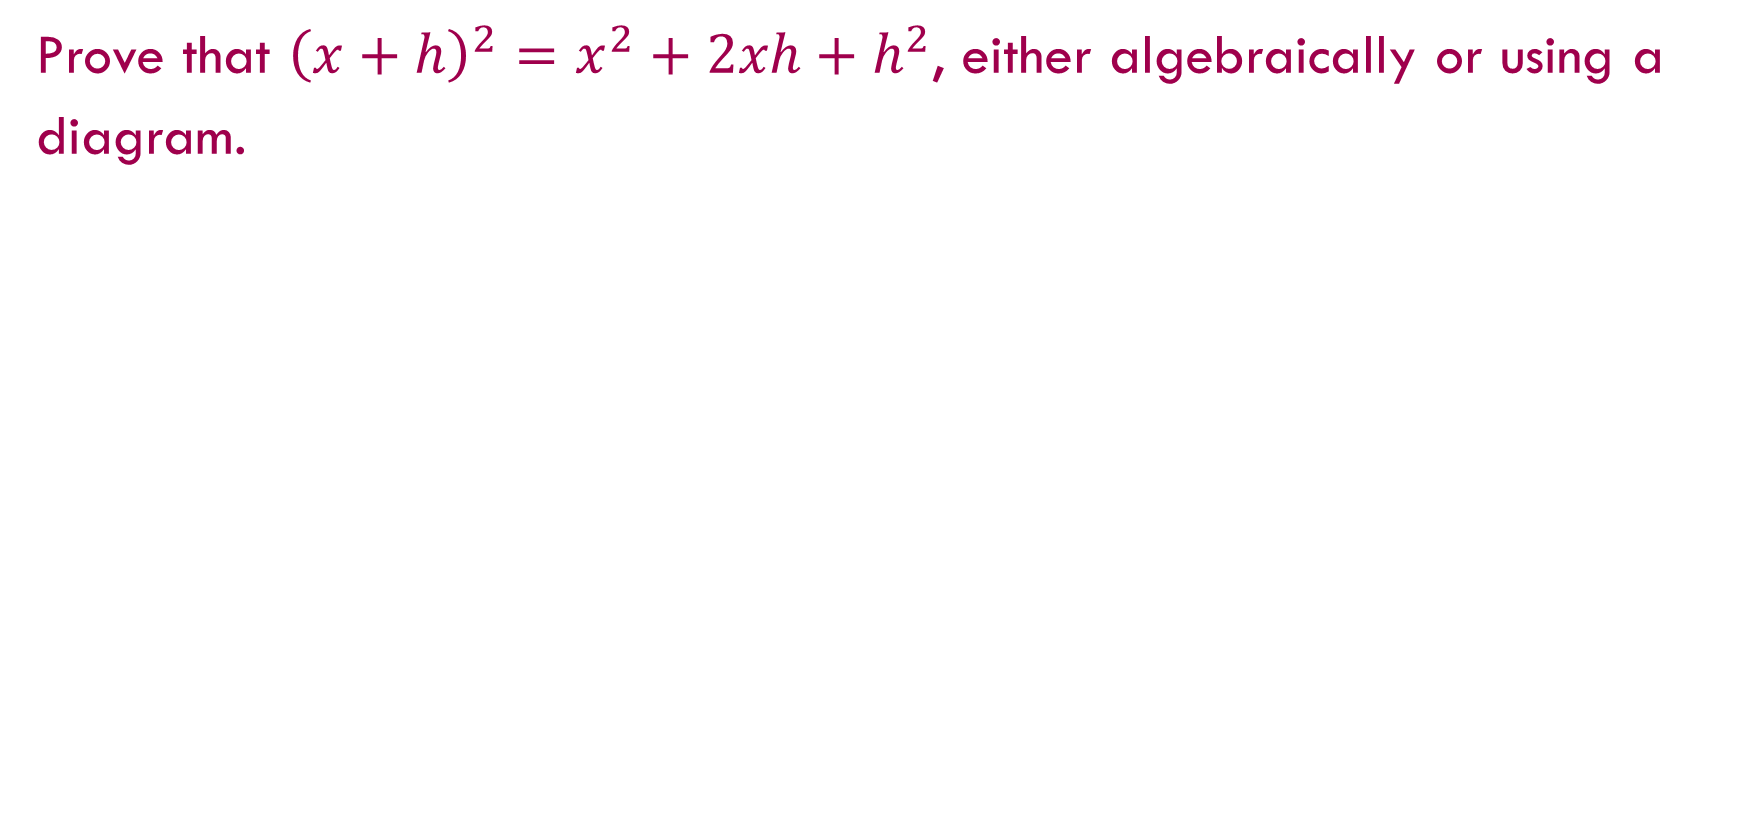 Prove that (x + h)² = x² + 2xh + h², either algebraically or using a
diagram.